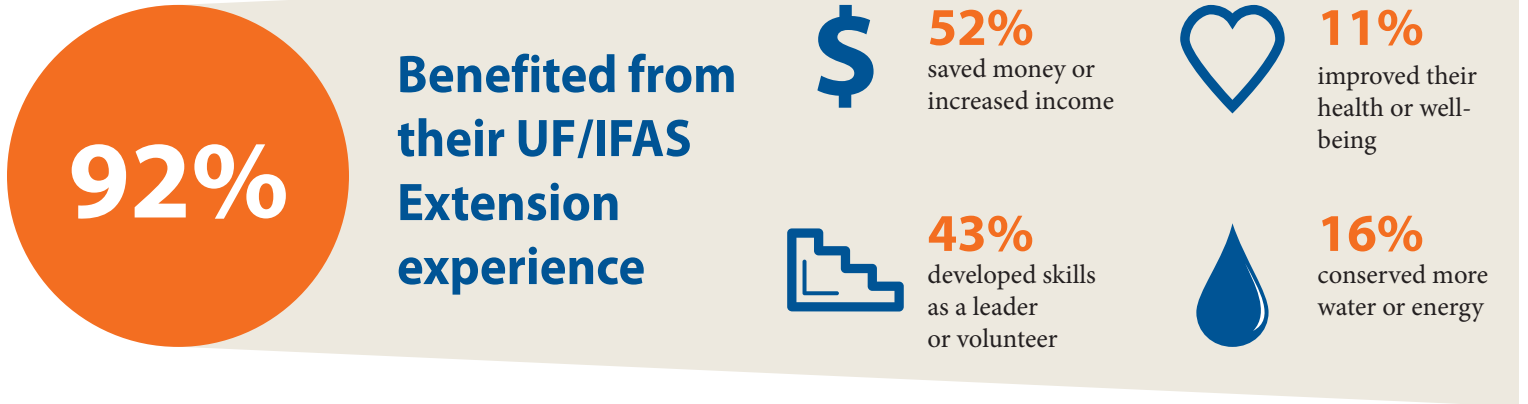 92%
Benefited from
their UF/IFAS
Extension
experience
$
52%
saved money or
increased income
11%
improved their
health or well-
being
43%
developed skills
as a leader
or volunteer
16%
conserved more
water or energy